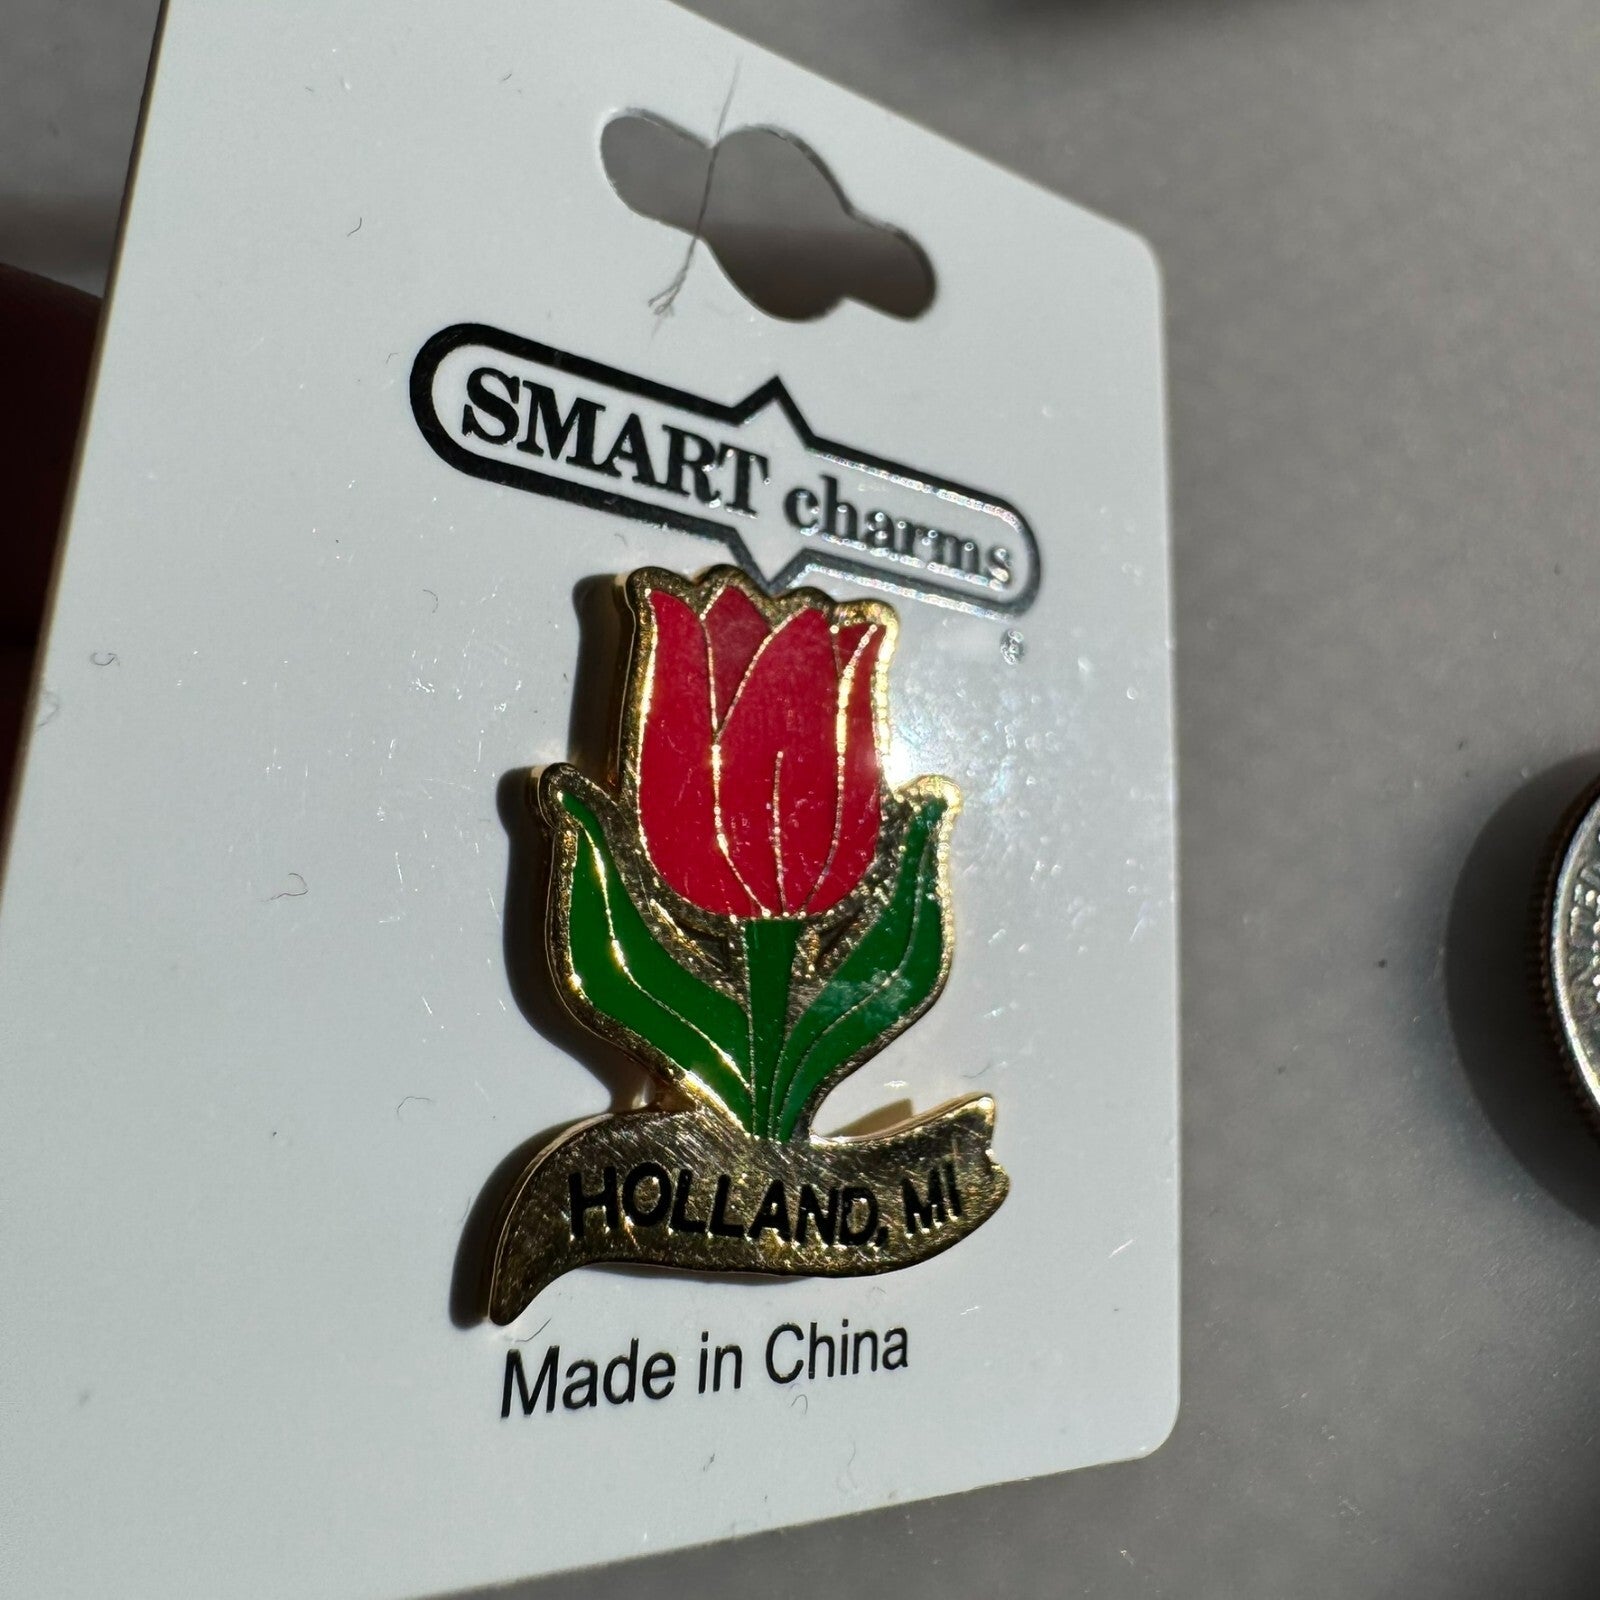 SMART charms
®
HOLLAND, MI
Made in China